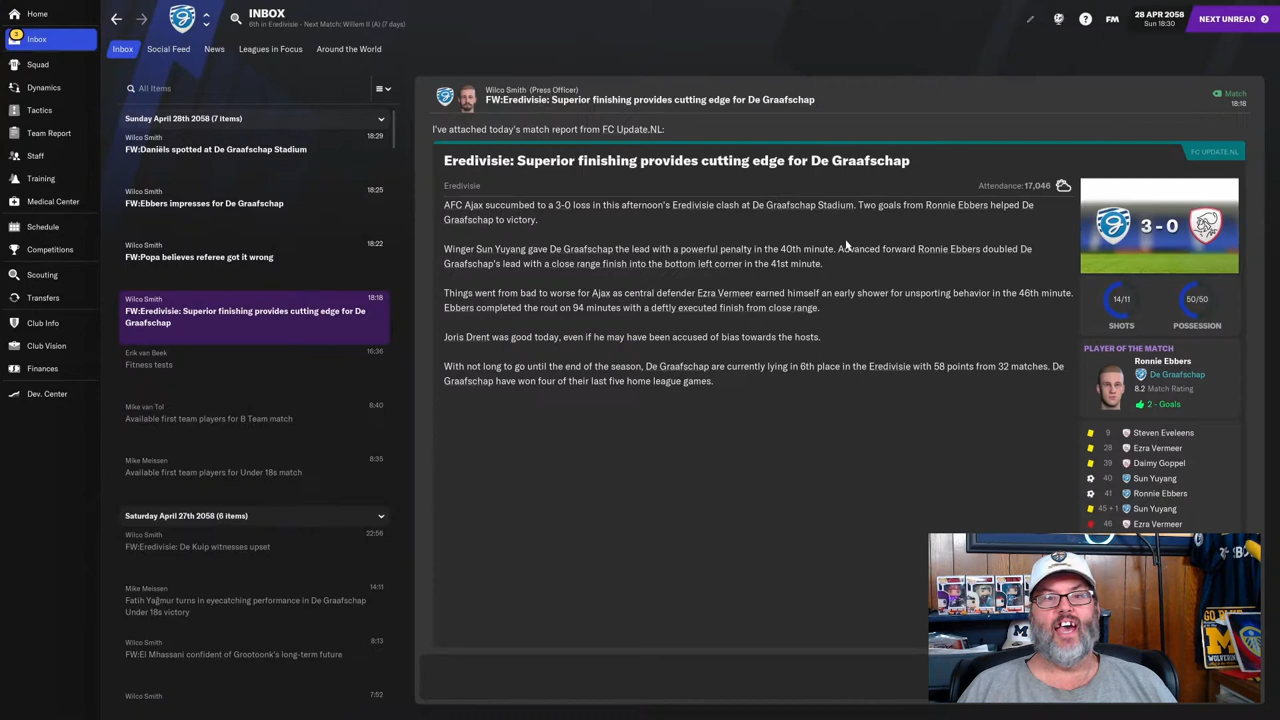 Home
3
Inbox
Squad
Dynamics
Tactics
Team Report
Staff
Training
Medical Center
Schedule
Competitions
Scouting
Transfers
Club Info
Club Vision
Finances
Dev. Center
INBOX
6th in Eredivisie - Next Match: Willem II (A) (7 days)
FM
28 APR 2058
Sun 18:30
NEXT UNREAD
Inbox
Social Feed
News
Leagues in Focus
Around the World
All Items
Sunday April 28th 2058 (7 items)
Wilco Smith 18:29
FW:Daniëls spotted at De Graafschap Stadium
Wilco Smith 18:25
FW:Ebbers impresses for De Graafschap
Wilco Smith 18:22
FW:Popa believes referee got it wrong
Wilco Smith 18:18
FW:Eredivisie: Superior finishing provides cutting edge for De
Graafschap
Erik van Beek 16:36
Fitness tests
Mike van Tol 8:40
Available first team players for B Team match
Mike Meissen 8:35
Available first team players for Under 18s match
Saturday April 27th 2058 (6 items)
Wilco Smith 22:56
FW:Eredivisie: De Kuip witnesses upset
Mike Meissen 14:11
Fatih Yağmur turns in eyecatching performance in De Graafschap
Under 18s victory
Wilco Smith 8:13
FW:El Mhassani confident of Grootoonk's long-term future
Wilco Smith 7:52
Wilco Smith (Press Officer)
FW:Eredivisie: Superior finishing provides cutting edge for De Graafschap
Match
18:18
I've attached today's match report from FC Update.NL:
Eredivisie: Superior finishing provides cutting edge for De Graafschap
FC UPDATE.NL
Eredivisie
Attendance: 17,046
AFC Ajax succumbed to a 3-0 loss in this afternoon's Eredivisie clash at De Graafschap Stadium. Two goals from Ronnie Ebbers helped De
Graafschap to victory.
Winger Sun Yuyang gave De Graafschap the lead with a powerful penalty in the 40th minute. Advanced forward Ronnie Ebbers doubled De
Graafschap's lead with a close range finish into the bottom left corner in the 41st minute.
Things went from bad to worse for Ajax as central defender Ezra Vermeer earned himself an early shower for unsporting behavior in the 46th minute.
Ebbers completed the rout on 94 minutes with a deftly executed finish from close range.
Joris Drent was good today, even if he may have been accused of bias towards the hosts.
With not long to go until the end of the season, De Graafschap are currently lying in 6th place in the Eredivisie with 58 points from 32 matches. De
Graafschap have won four of their last five home league games.
3 - 0
14/11
SHOTS
50/50
POSSESSION
PLAYER OF THE MATCH
Ronnie Ebbers
De Graafschap
8.2 Match Rating
2 - Goals
9 Steven Eveleens
28 Ezra Vermeer
39 Daimy Goppel
40 Sun Yuyang
41 Ronnie Ebbers
45 + 1 Sun Yuyang
46 Ezra Vermeer